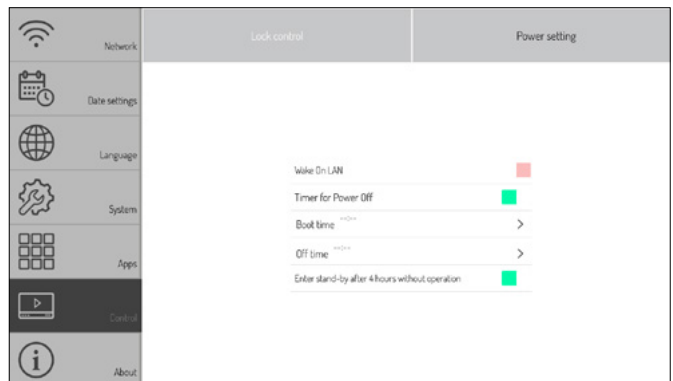 Network
Lock control
Power setting
Date settings
Language
Wake On LAN
Timer for Power Off
System
Boot time --:--
Off time --:--
Apps
Enter stand-by after 4 hours without operation
Control
About